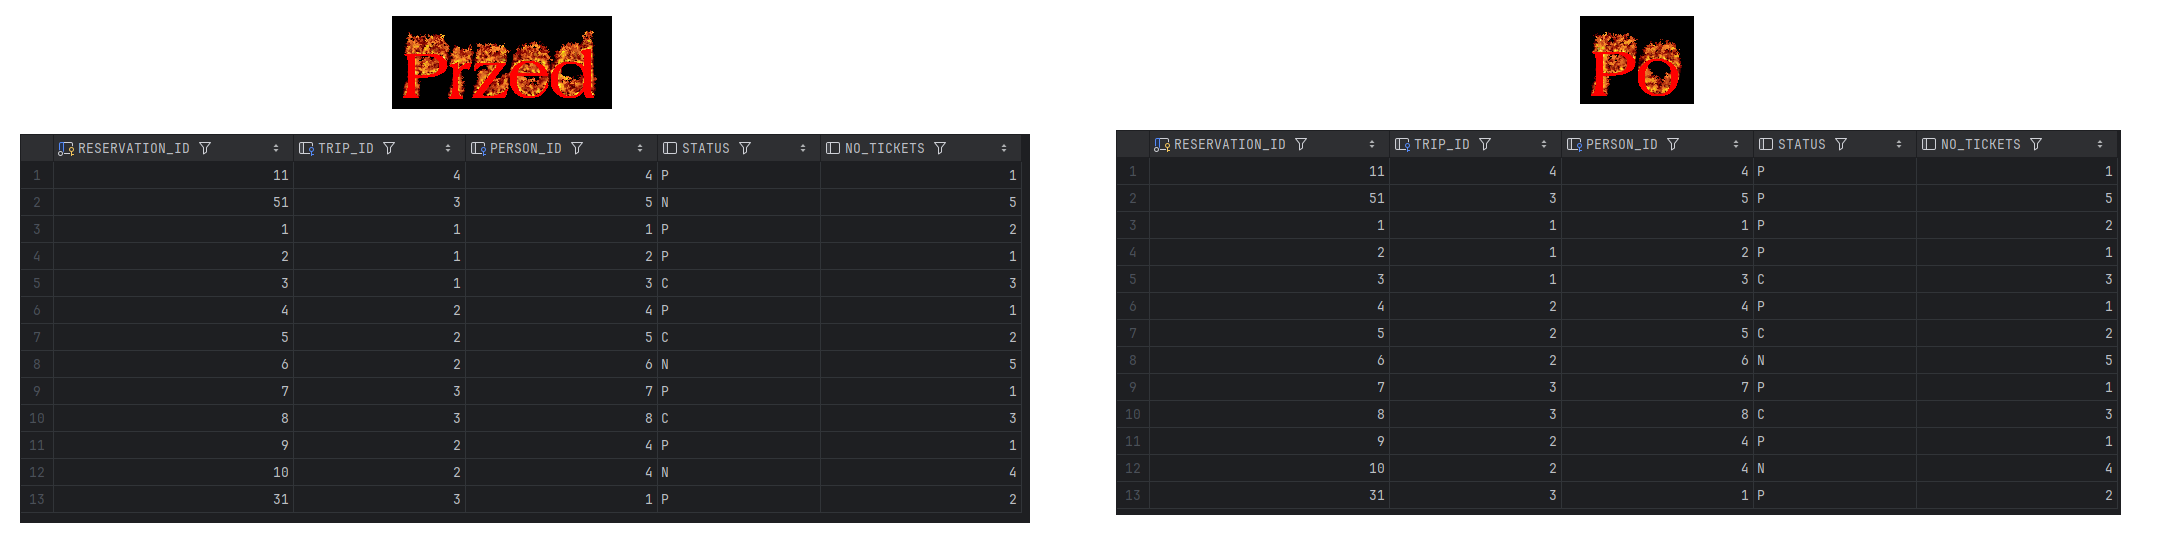 Przed
RESERVATION_ID TRIP_ID PERSON_ID STATUS NO_TICKETS
1 11 4 4 P 1
2 51 3 5 N 5
3 1 1 1 P 2
4 2 1 2 P 1
5 3 1 3 C 3
6 4 2 4 P 1
7 5 2 5 C 2
8 6 2 6 N 5
9 7 3 7 P 1
10 8 3 8 C 3
11 9 2 4 P 1
12 10 2 4 N 4
13 31 3 1 P 2
Po
RESERVATION_ID TRIP_ID PERSON_ID STATUS NO_TICKETS
1 11 4 4 P 1
2 51 3 5 P 5
3 1 1 1 P 2
4 2 1 2 P 1
5 3 1 3 C 3
6 4 2 4 P 1
7 5 2 5 C 2
8 6 2 6 N 5
9 7 3 7 P 1
10 8 3 8 C 3
11 9 2 4 P 1
12 10 2 4 N 4
13 31 3 1 P 2